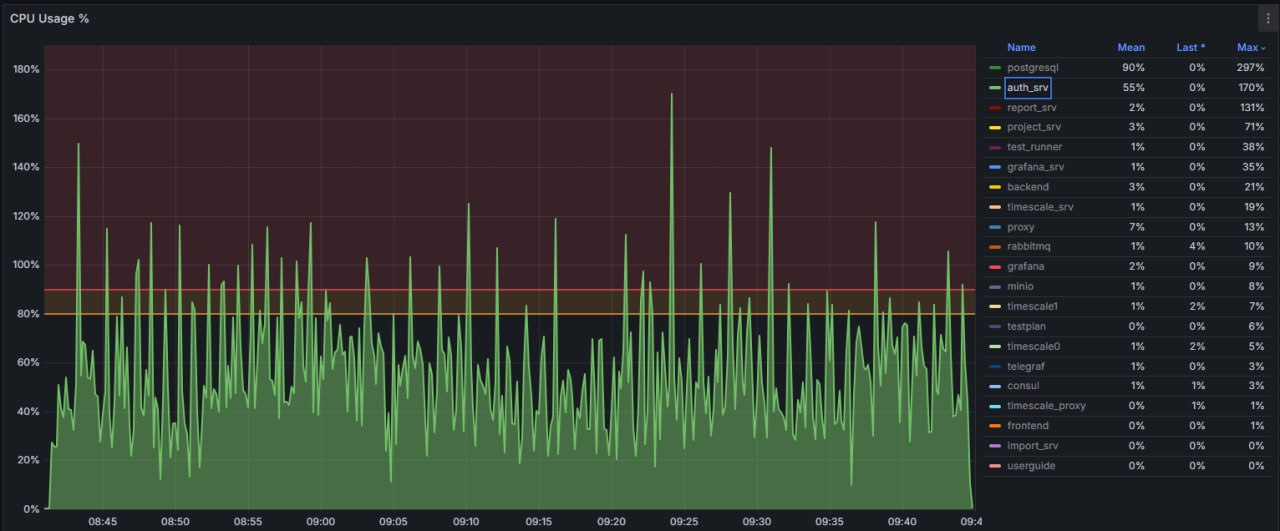 CPU Usage %
180%
160%
140%
120%
100%
80%
60%
40%
20%
0%
08:45 08:50 08:55 09:00 09:05 09:10 09:15 09:20 09:25 09:30 09:35 09:40 09:4
Name Mean Last * Max
postgresql 90% 0% 297%
auth_srv 55% 0% 170%
report_srv 2% 0% 131%
project_srv 3% 0% 71%
test_runner 1% 0% 38%
grafana_srv 1% 0% 35%
backend 3% 0% 21%
timescale_srv 1% 0% 19%
proxy 7% 0% 13%
rabbitmq 1% 4% 10%
grafana 2% 0% 9%
minio 1% 0% 8%
timescale1 1% 2% 7%
testplan 0% 0% 6%
timescale0 1% 2% 5%
telegraf 1% 0% 3%
consul 1% 1% 3%
timescale_proxy 0% 1% 1%
frontend 0% 0% 1%
import_srv 0% 0% 0%
userguide 0% 0% 0%